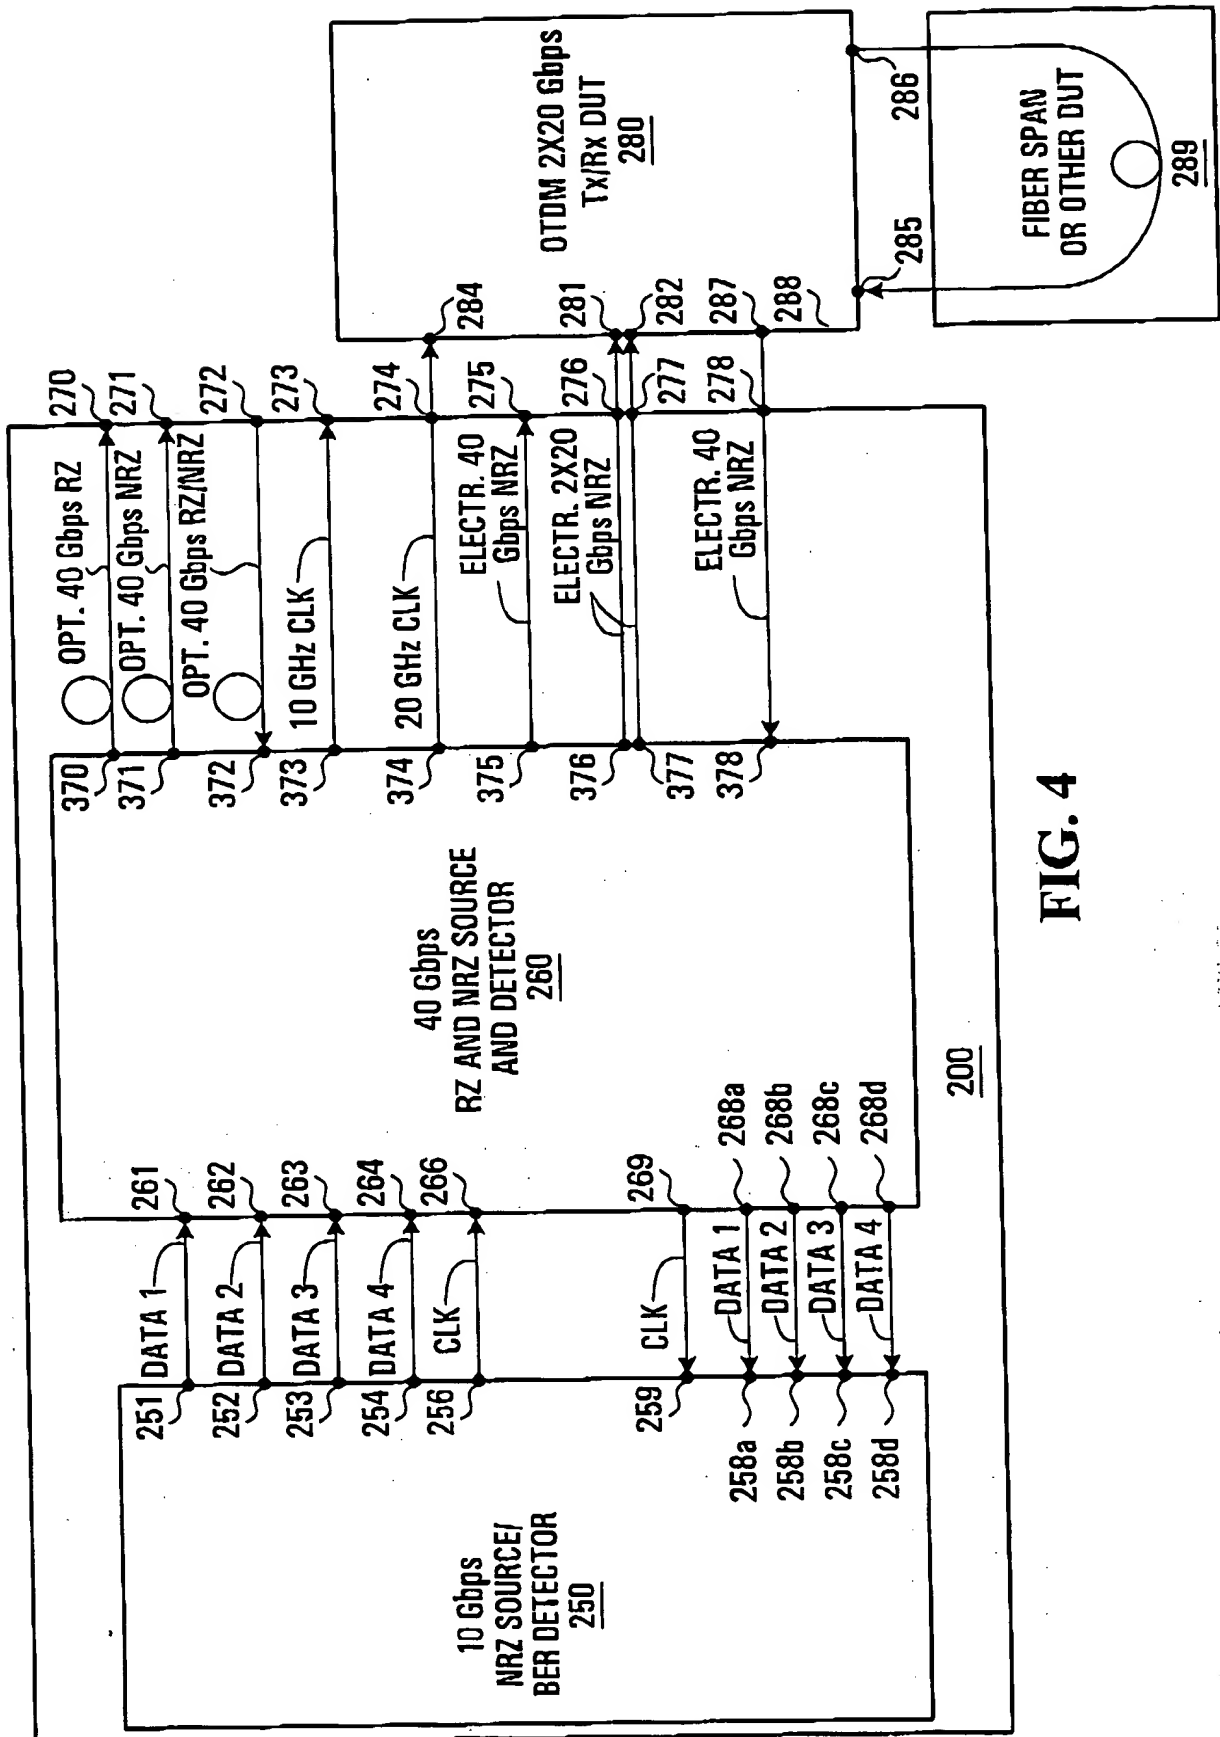 10 Gbps
NRZ SOURCE/
BER DETECTOR
250
251
252
253
254
256
259
258a
258b
258c
258d
DATA 1
DATA 2
DATA 3
DATA 4
CLK
CLK
DATA 1
DATA 2
DATA 3
DATA 4
261
262
263
264
266
269
268a
268b
268c
268d
40 Gbps
RZ AND NRZ SOURCE
AND DETECTOR
260
200
370
371
372
373
374
375
376
377
378
OPT. 40 Gbps RZ
OPT. 40 Gbps NRZ
OPT. 40 Gbps RZ/NRZ
10 GHz CLK
20 GHz CLK
ELECTR. 40
Gbps NRZ
ELECTR. 2X20
Gbps NRZ
ELECTR. 40
Gbps NRZ
270
271
272
273
274
275
276
277
278
284
281
282
287
288
OTDM 2X20 Gbps
Tx/Rx DUT
280
285
286
FIBER SPAN
OR OTHER DUT
289
FIG. 4